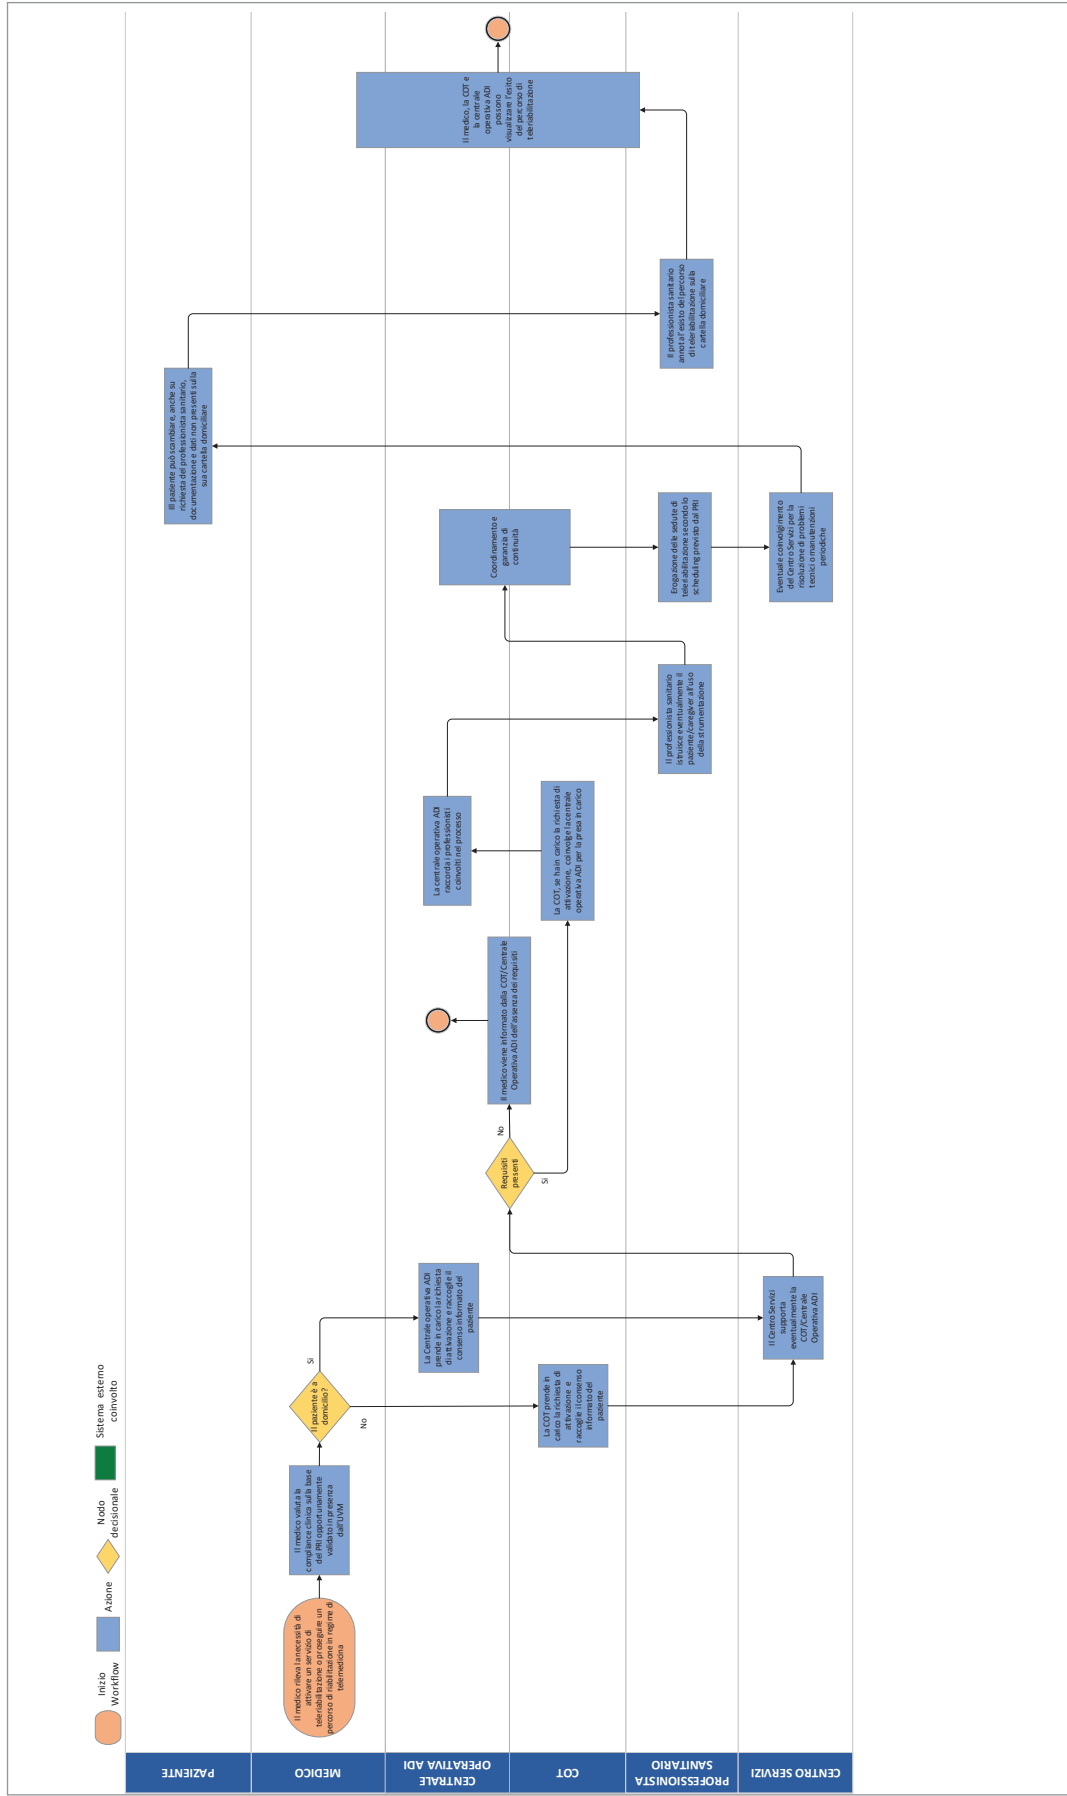 Inizio
Workflow
Azione
Nodo
decisionale
Sistema esterno
coinvolto
PAZIENTE
MEDICO
CENTRALE
OPERATIVA ADI
COT
PROFESSIONISTA
SANITARIO
CENTRO SERVIZI
Il medico rileva la necessità di
attivare un servizio di
teleriabilitazione o proseguire un
percorso di riabilitazione in regime di
telemedicina
Il medico valuta la
compliance clinica sulla base
del PRI opportunamente
validato in presenza
dall'UVM
Il paziente è a
domicilio?
Si
No
La Centrale operativa ADI
prende in carico la richiesta
di attivazione e raccoglie il
consenso informato del
paziente
La COT prende in
carico la richiesta di
attivazione e
raccoglie il consenso
informato del
paziente
Il Centro Servizi
supporta
eventualmente la
COT/Centrale
Operativa ADI
Requisiti
presenti
No
Si
Il medico viene informato dalla COT/Centrale
Operativa ADI dell'assenza dei requisiti
La COT, se ha in carico la richiesta di
attivazione, coinvolge la centrale
operativa ADI per la presa in carico
La centrale operativa ADI
raccorda i professionisti
coinvolti nel processo
Il professionista sanitario
istruisce eventualmente il
paziente/caregiver all'uso
della strumentazione
Coordinamento e
garanzia di
continuità
Erogazione delle sedute di
teleriabilitazione secondo lo
scheduling previsto dal PRI
Eventuale coinvolgimento
del Centro Servizi per la
risoluzione di problemi
tecnici o manutenzioni
periodiche
Ill paziente può scambiare, anche su
richiesta del professionista sanitario,
documentazione e dati non presenti sulla
sua cartella domiciliare
Il professionista sanitario
annota l'esisto del percorso
di teleriabilitazione sulla
cartella domiciliare
Il medico, la COT e
la centrale
operativa ADI
possono
visualizzare l'esito
del percorso di
teleriabilitazione